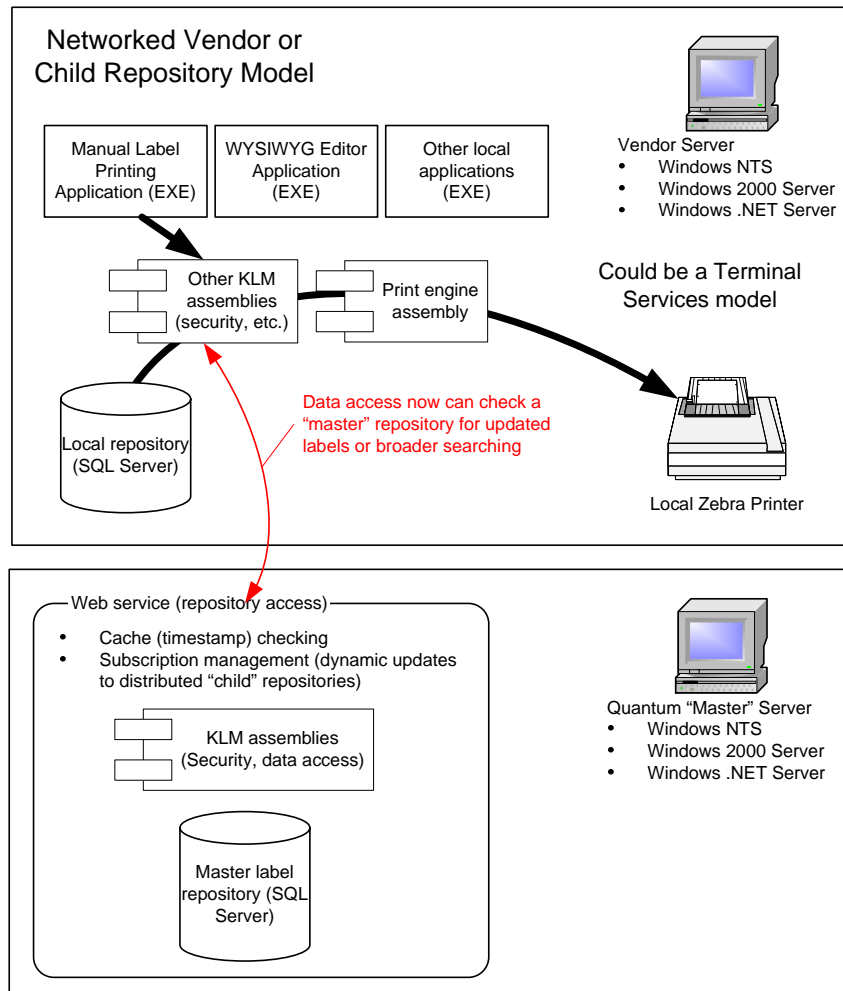 Networked Vendor or
Child Repository Model
Manual Label
Printing
Application (EXE)
WYSIWYG Editor
Application
(EXE)
Other local
applications
(EXE)
Vendor Server
• Windows NTS
• Windows 2000 Server
• Windows .NET Server
Other KLM
assemblies
(security, etc.)
Print engine
assembly
Could be a Terminal
Services model
Data access now can check a
“master” repository for updated
labels or broader searching
Local repository
(SQL Server)
Local Zebra Printer
Web service (repository access)
• Cache (timestamp) checking
• Subscription management (dynamic updates
to distributed “child” repositories)
KLM assemblies
(Security, data access)
Master label
repository (SQL
Server)
Quantum “Master” Server
• Windows NTS
• Windows 2000 Server
• Windows .NET Server